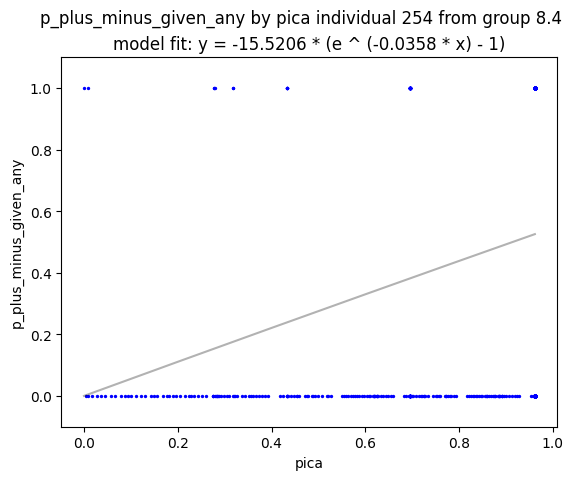 p_plus_minus_given_any by pica individual 254 from group 8.4
model fit: y = -15.5206 * (e ^ (-0.0358 * x) - 1)
1.0
0.8
0.6
0.4
0.2
0.0
p_plus_minus_given_any
0.0 0.2 0.4 0.6 0.8 1.0
pica